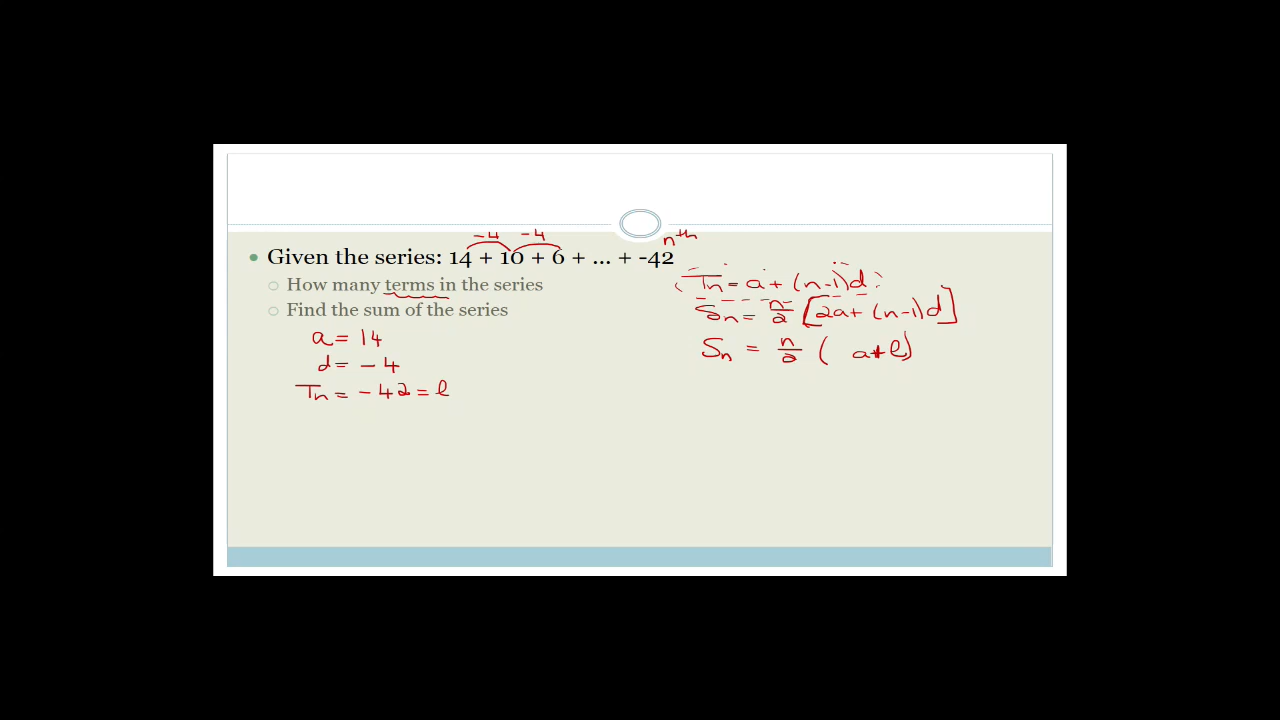 -4 -4
nth
Given the series: 14 + 10 + 6 + ... + -42
How many terms in the series
Find the sum of the series
a = 14
d = -4
Tn = -42 = l
Tn = a + (n-1)d
Sn = n/2 [2a + (n-1)d]
Sn = n/2 (a+l)